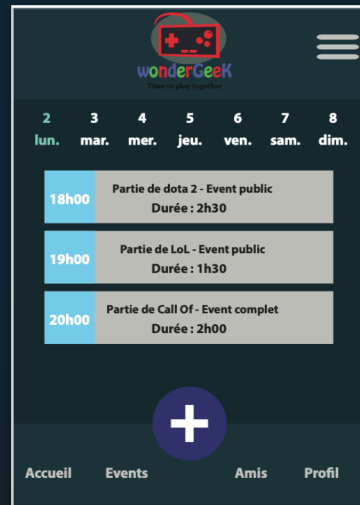 wonderGeeK
Time to play together
2 3 4 5 6 7 8
lun. mar. mer. jeu. ven. sam. dim.
18h00
Partie de dota 2 - Event public
Durée : 2h30
19h00
Partie de LoL - Event public
Durée : 1h30
20h00
Partie de Call Of - Event complet
Durée : 2h00
+
Accueil Events Amis Profil